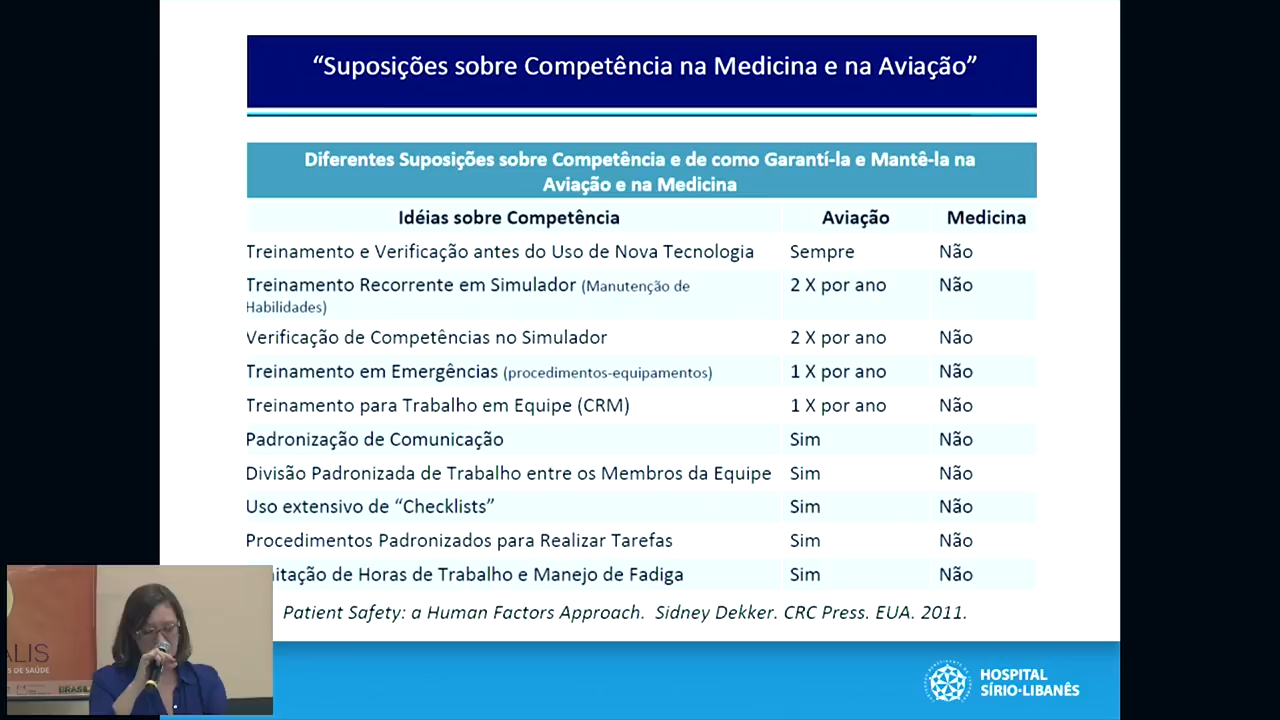 “Suposições sobre Competência na Medicina e na Aviação”
Diferentes Suposições sobre Competência e de como Garantí-la e Mantê-la na
Aviação e na Medicina
Idéias sobre Competência Aviação Medicina
Treinamento e Verificação antes do Uso de Nova Tecnologia Sempre Não
Treinamento Recorrente em Simulador (Manutenção de 2 X por ano Não
Habilidades)
Verificação de Competências no Simulador 2 X por ano Não
Treinamento em Emergências (procedimentos-equipamentos) 1 X por ano Não
Treinamento para Trabalho em Equipe (CRM) 1 X por ano Não
Padronização de Comunicação Sim Não
Divisão Padronizada de Trabalho entre os Membros da Equipe Sim Não
Uso extensivo de “Checklists” Sim Não
Procedimentos Padronizados para Realizar Tarefas Sim Não
itação de Horas de Trabalho e Manejo de Fadiga Sim Não
Patient Safety: a Human Factors Approach. Sidney Dekker. CRC Press. EUA. 2011.
ALIS
S DE SAÚDE
BRASIL
HOSPITAL
SÍRIO-LIBANÊS